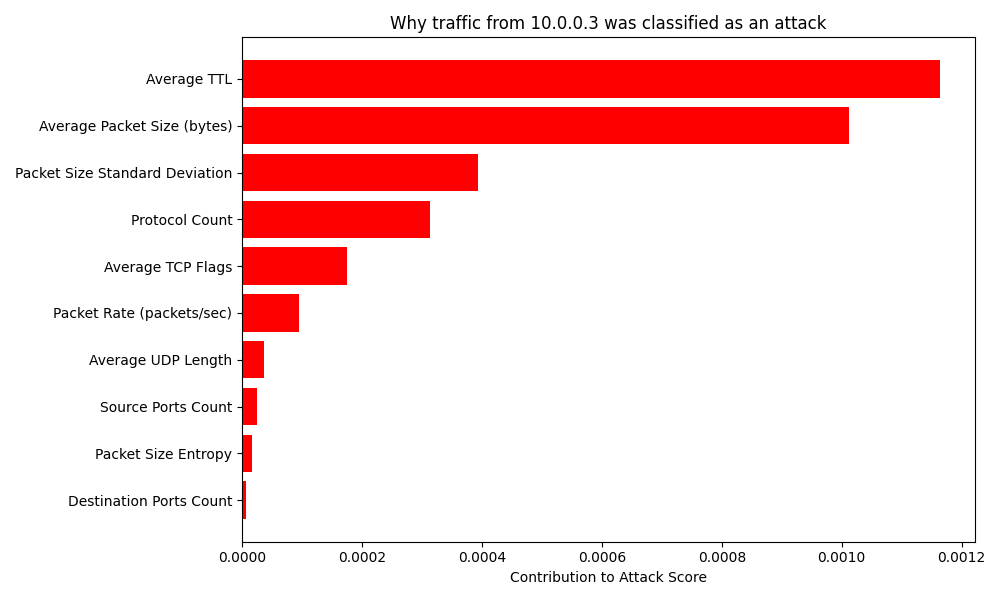 Why traffic from 10.0.0.3 was classified as an attack
Average TTL
Average Packet Size (bytes)
Packet Size Standard Deviation
Protocol Count
Average TCP Flags
Packet Rate (packets/sec)
Average UDP Length
Source Ports Count
Packet Size Entropy
Destination Ports Count
0.0000 0.0002 0.0004 0.0006 0.0008 0.0010 0.0012
Contribution to Attack Score